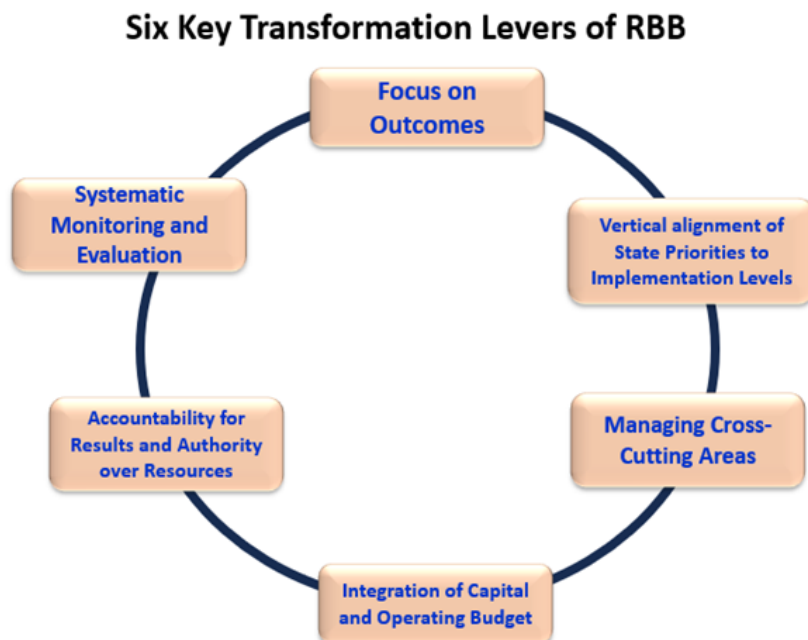 Six Key Transformation Levers of RBB
Focus on
Outcomes
Vertical alignment of
State Priorities to
Implementation Levels
Managing Cross-
Cutting Areas
Integration of Capital
and Operating Budget
Accountability for
Results and Authority
over Resources
Systematic
Monitoring and
Evaluation